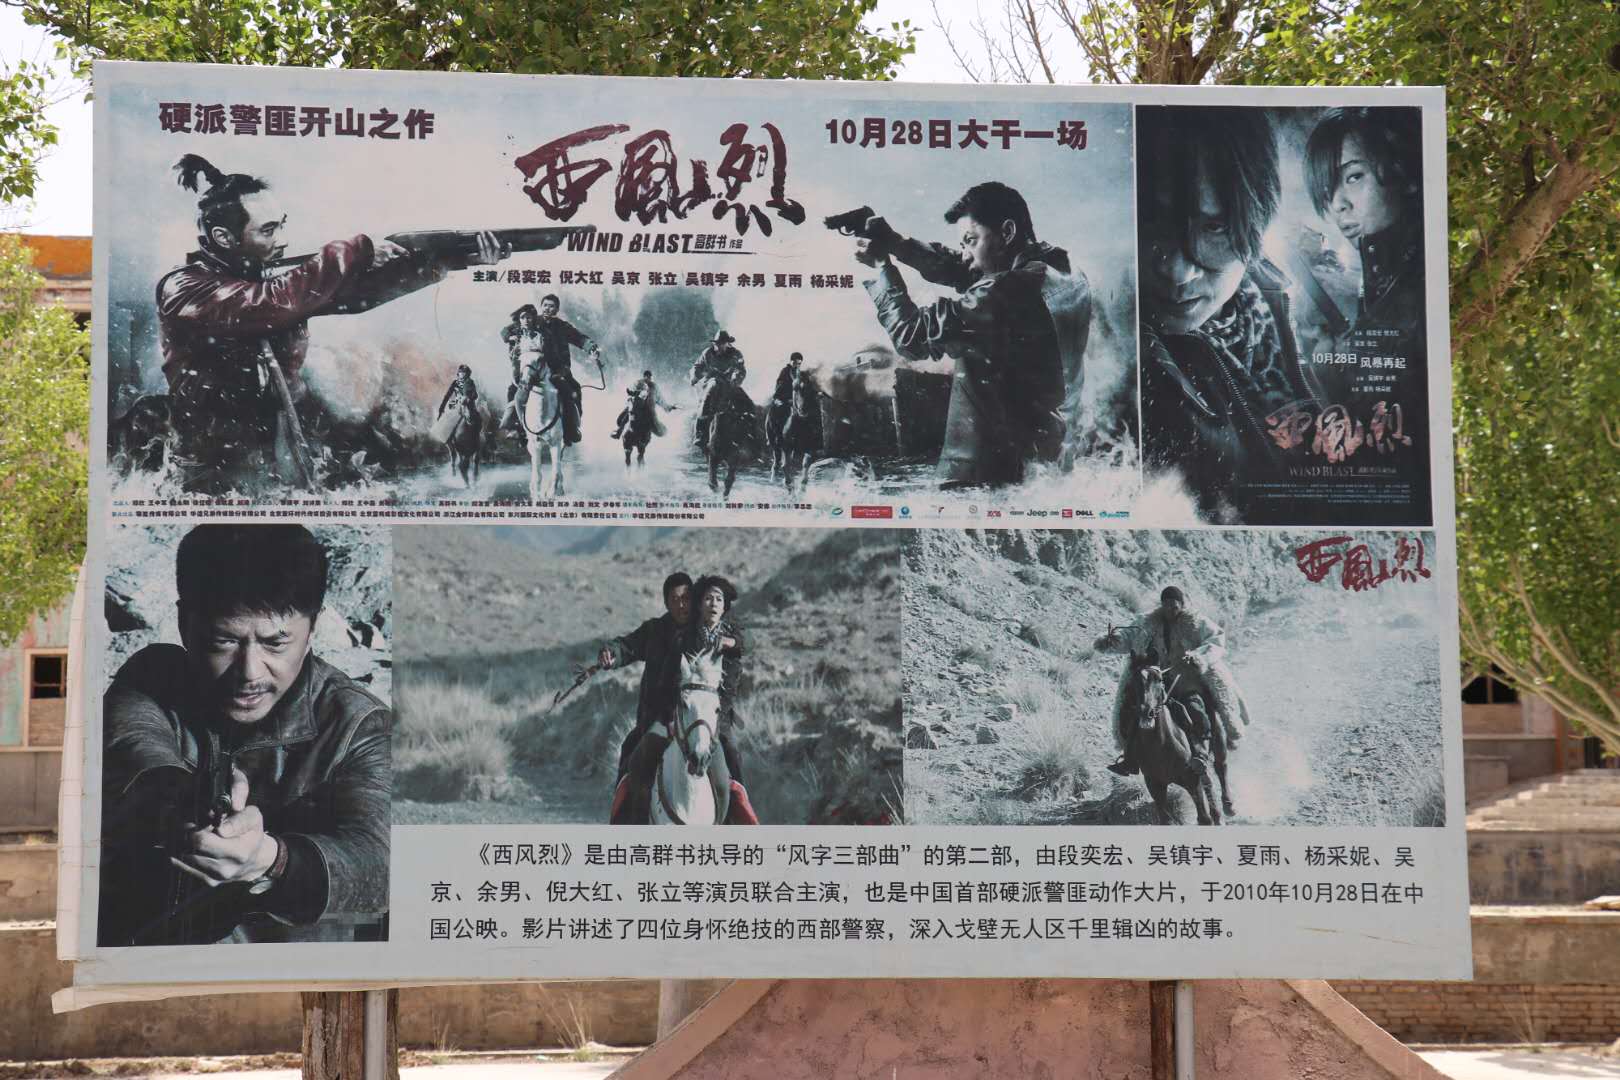 硬派警匪开山之作
西風烈
10月28日大干一场
WIND BLAST 高群书 作品
主演/段奕宏 倪大红 吴京 张立 吴镇宇 余男 夏雨 杨采妮
10月28日 风暴再起
西風烈
WIND BLAST
Jeep
DELL
西風烈
《西风烈》是由高群书执导的“风字三部曲”的第二部，由段奕宏、吴镇宇、夏雨、杨采妮、吴
京、余男、倪大红、张立等演员联合主演，也是中国首部硬派警匪动作大片，于2010年10月28日在中
国公映。影片讲述了四位身怀绝技的西部警察，深入戈壁无人区千里辑凶的故事。